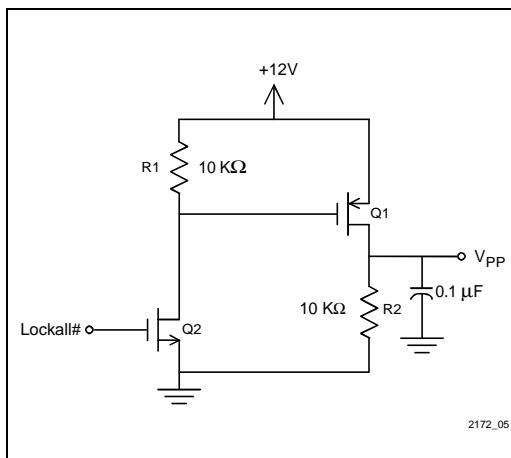 +12V
R1
10 KΩ
Q1
VPP
10 KΩ
R2
0.1 µF
Lockall#
Q2
2172_05